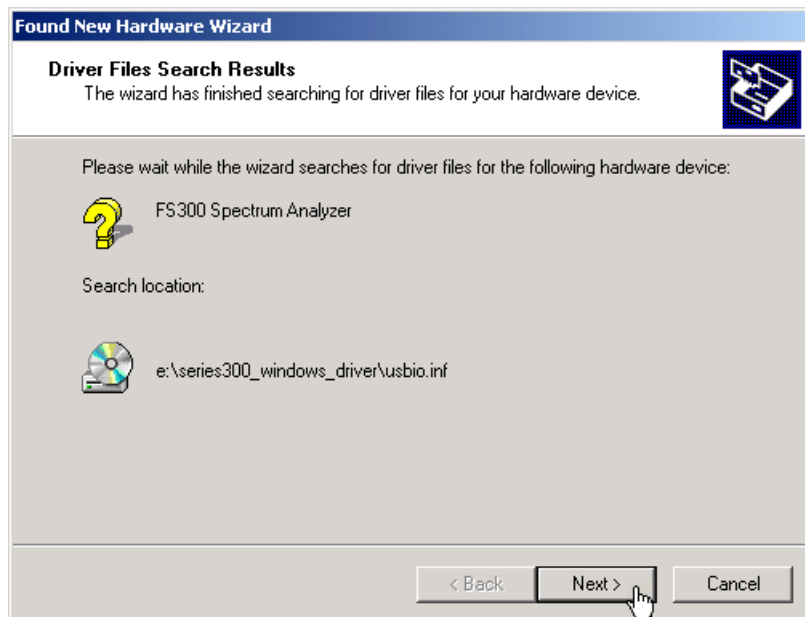 Found New Hardware Wizard
Driver Files Search Results
The wizard has finished searching for driver files for your hardware device.
Please wait while the wizard searches for driver files for the following hardware device:
FS300 Spectrum Analyzer
Search location:
e:\series300_windows_driver\usbio.inf
< Back Next > Cancel